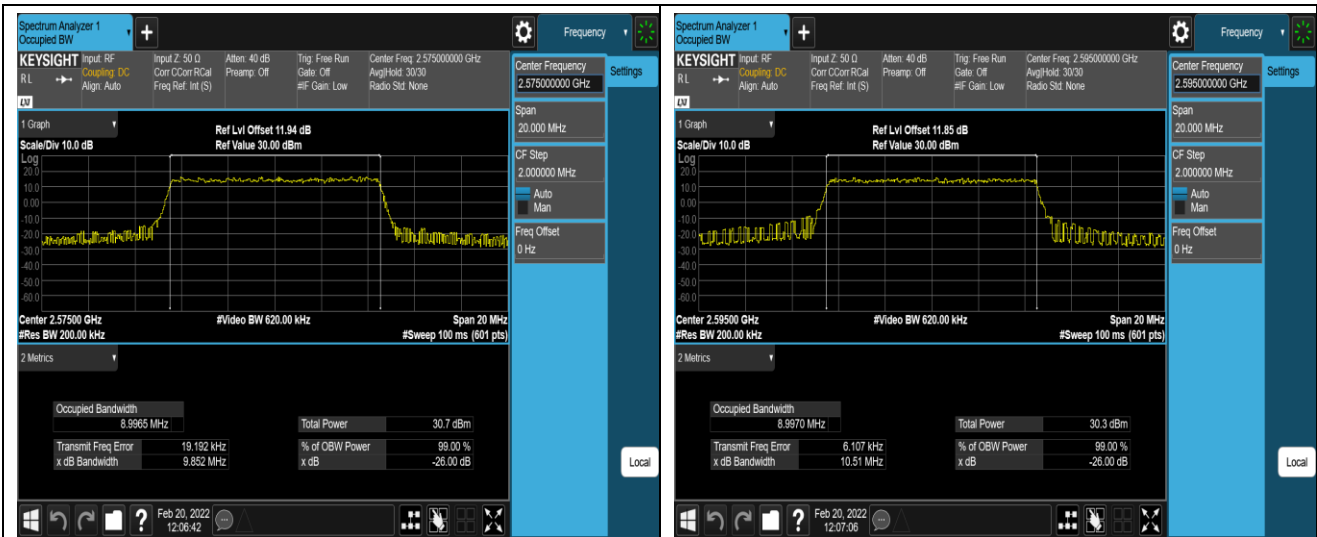 Spectrum Analyzer 1
Occupied BW
+
Frequency
KEYSIGHT Input: RF Input Z: 50 Ω Atten: 40 dB Trig: Free Run Center Freq: 2.575000000 GHz
RL Coupling: DC Corr CCorr RCal Preamp: Off Gate: Off Avg|Hold: 30/30
Align: Auto Freq Ref: Int (S) #IF Gain: Low Radio Std: None
LXI
Center Frequency
2.575000000 GHz
Settings
Span
20.000 MHz
CF Step
2.000000 MHz
Auto
Man
Freq Offset
0 Hz
Local
1 Graph
Ref Lvl Offset 11.94 dB
Scale/Div 10.0 dB Ref Value 30.00 dBm
Log
20.0
10.0
0.00
-10.0
-20.0
-30.0
-40.0
-50.0
-60.0
Center 2.57500 GHz #Video BW 620.00 kHz Span 20 MHz
#Res BW 200.00 kHz #Sweep 100 ms (601 pts)
2 Metrics
Occupied Bandwidth
8.9965 MHz Total Power 30.7 dBm
Transmit Freq Error 19.192 kHz % of OBW Power 99.00 %
x dB Bandwidth 9.852 MHz x dB -26.00 dB
?
Feb 20, 2022
12:06:42
Spectrum Analyzer 1
Occupied BW
+
Frequency
KEYSIGHT Input: RF Input Z: 50 Ω Atten: 40 dB Trig: Free Run Center Freq: 2.595000000 GHz
RL Coupling: DC Corr CCorr RCal Preamp: Off Gate: Off Avg|Hold: 30/30
Align: Auto Freq Ref: Int (S) #IF Gain: Low Radio Std: None
LXI
Center Frequency
2.595000000 GHz
Settings
Span
20.000 MHz
CF Step
2.000000 MHz
Auto
Man
Freq Offset
0 Hz
Local
1 Graph
Ref Lvl Offset 11.85 dB
Scale/Div 10.0 dB Ref Value 30.00 dBm
Log
20.0
10.0
0.00
-10.0
-20.0
-30.0
-40.0
-50.0
-60.0
Center 2.59500 GHz #Video BW 620.00 kHz Span 20 MHz
#Res BW 200.00 kHz #Sweep 100 ms (601 pts)
2 Metrics
Occupied Bandwidth
8.9970 MHz Total Power 30.3 dBm
Transmit Freq Error 6.107 kHz % of OBW Power 99.00 %
x dB Bandwidth 10.51 MHz x dB -26.00 dB
?
Feb 20, 2022
12:07:06